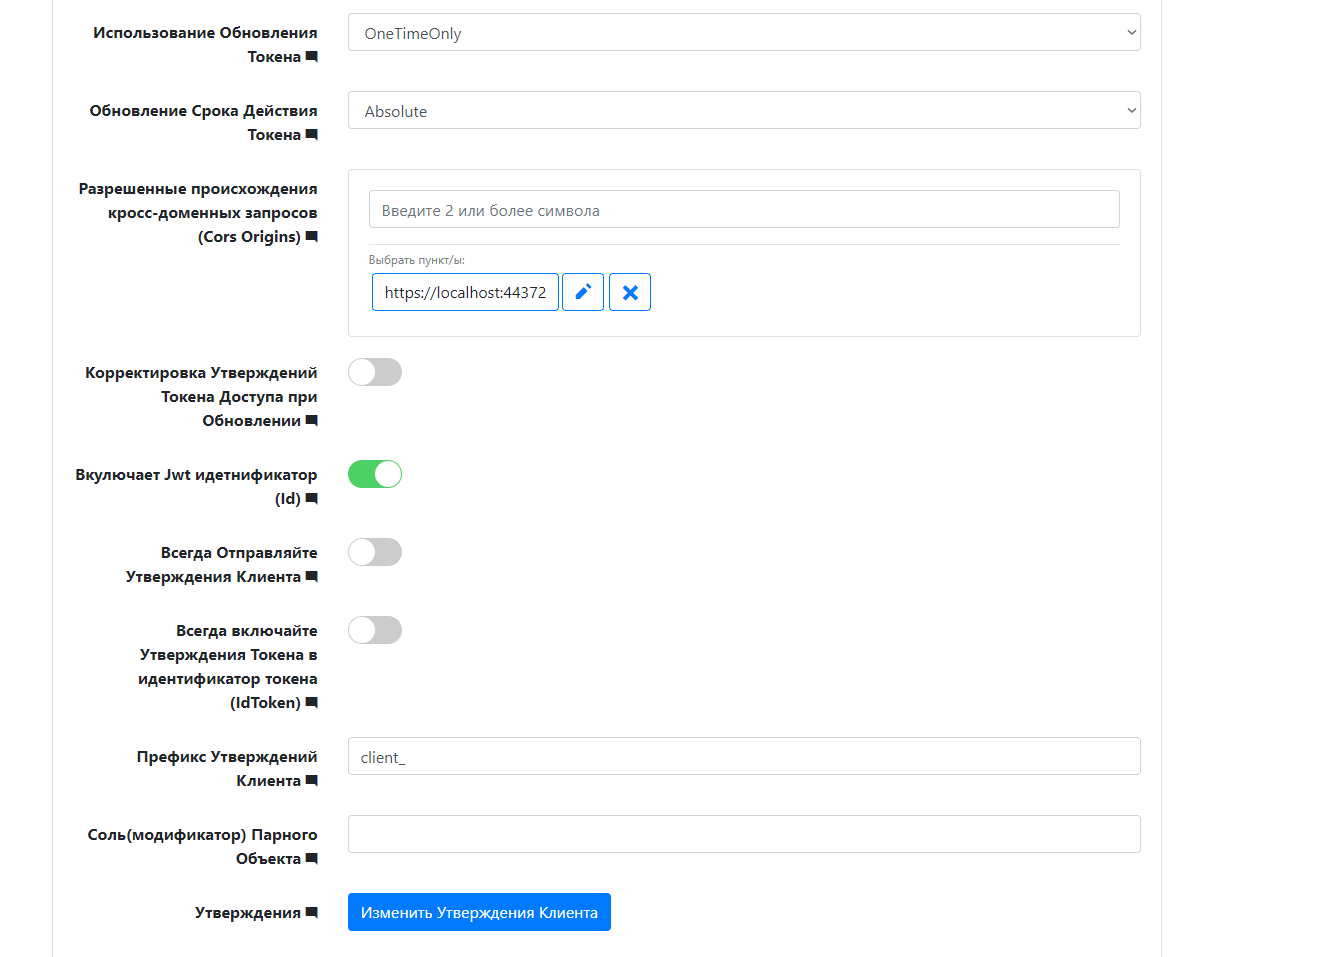 Использование Обновления
Токена
OneTimeOnly
Обновление Срока Действия
Токена
Absolute
Разрешенные происхождения
кросс-доменных запросов
(Cors Origins)
Введите 2 или более символа
Выбрать пункт/ы:
https://localhost:44372
Корректировка Утверждений
Токена Доступа при
Обновлении
Вкулючает Jwt идетнификатор
(Id)
Всегда Отправляйте
Утверждения Клиента
Всегда включайте
Утверждения Токена в
идентификатор токена
(IdToken)
Префикс Утверждений
Клиента
client_
Соль(модификатор) Парного
Объекта
Утверждения
Изменить Утверждения Клиента